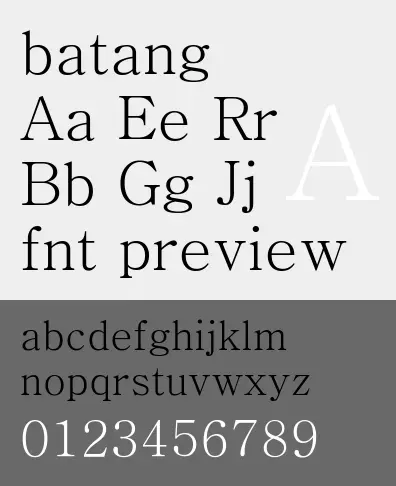 batang
Aa Ee Rr
A
Bb Gg Jj
fnt preview
abcdefghijklm
nopqrstuvwxyz
0123456789